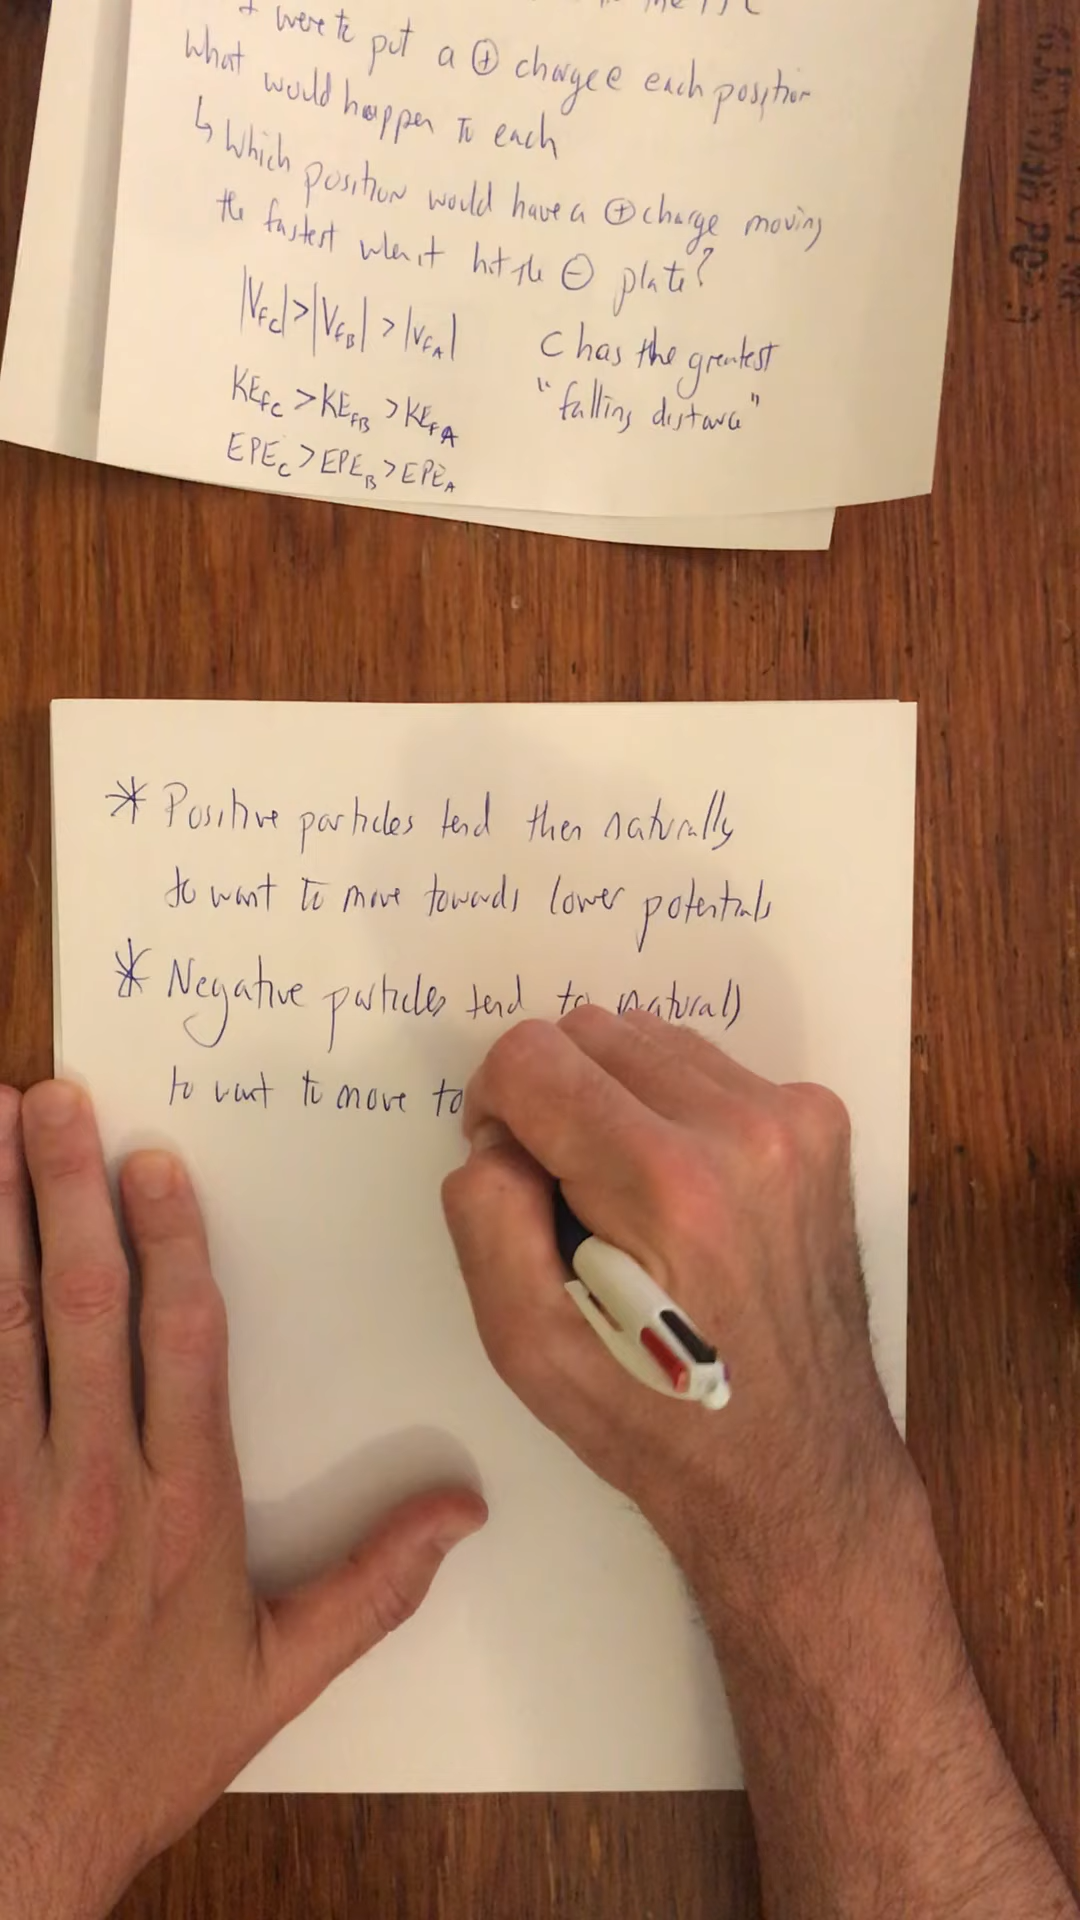 I were to put a ⊕ charge @ each position
What would happen to each
↳ Which position would have a ⊕ charge moving
the fastest when it hit the ⊖ plate?
|V_fC| > |V_fB| > |V_fA|
KE_fC > KE_fB > KE_fA
EPE_C > EPE_B > EPE_A
C has the greatest
"falling distance"
* Positive particles tend then naturally
to want to move towards lower potentials
* Negative particles tend to
to want to move to